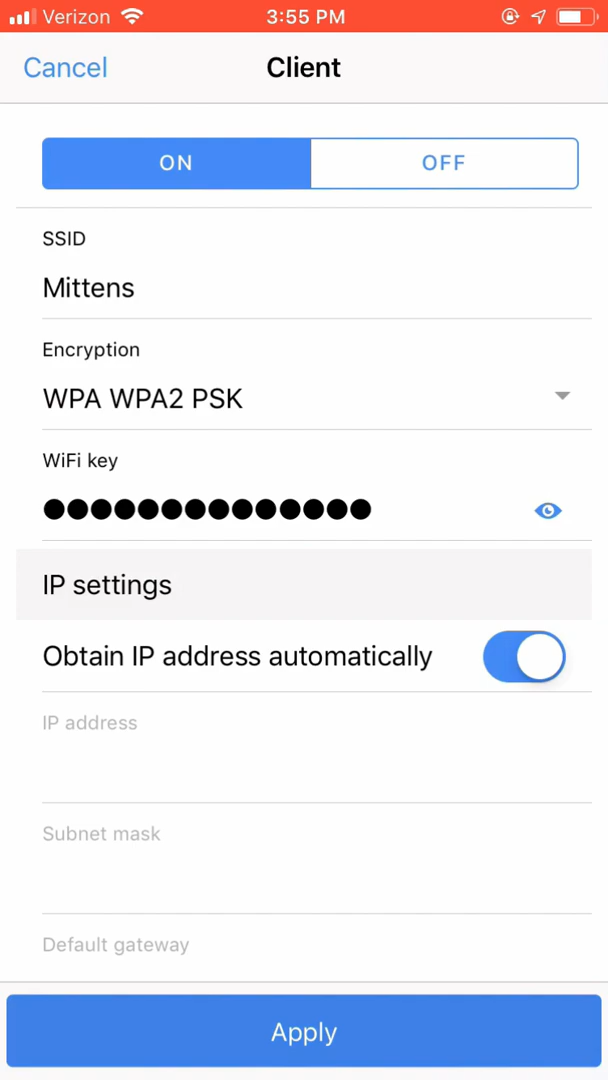 Verizon 3:55 PM
Cancel Client
ON OFF
SSID
Mittens
Encryption
WPA WPA2 PSK
WiFi key
●●●●●●●●●●●●●●
IP settings
Obtain IP address automatically
IP address
Subnet mask
Default gateway
Apply